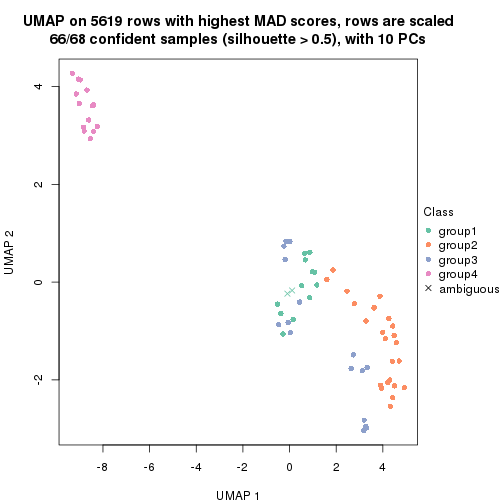 UMAP on 5619 rows with highest MAD scores, rows are scaled
66/68 confident samples (silhouette > 0.5), with 10 PCs
4
2
0
-2
UMAP 2
-8
-6
-4
-2
0
2
4
UMAP 1
Class
group1
group2
group3
group4
ambiguous